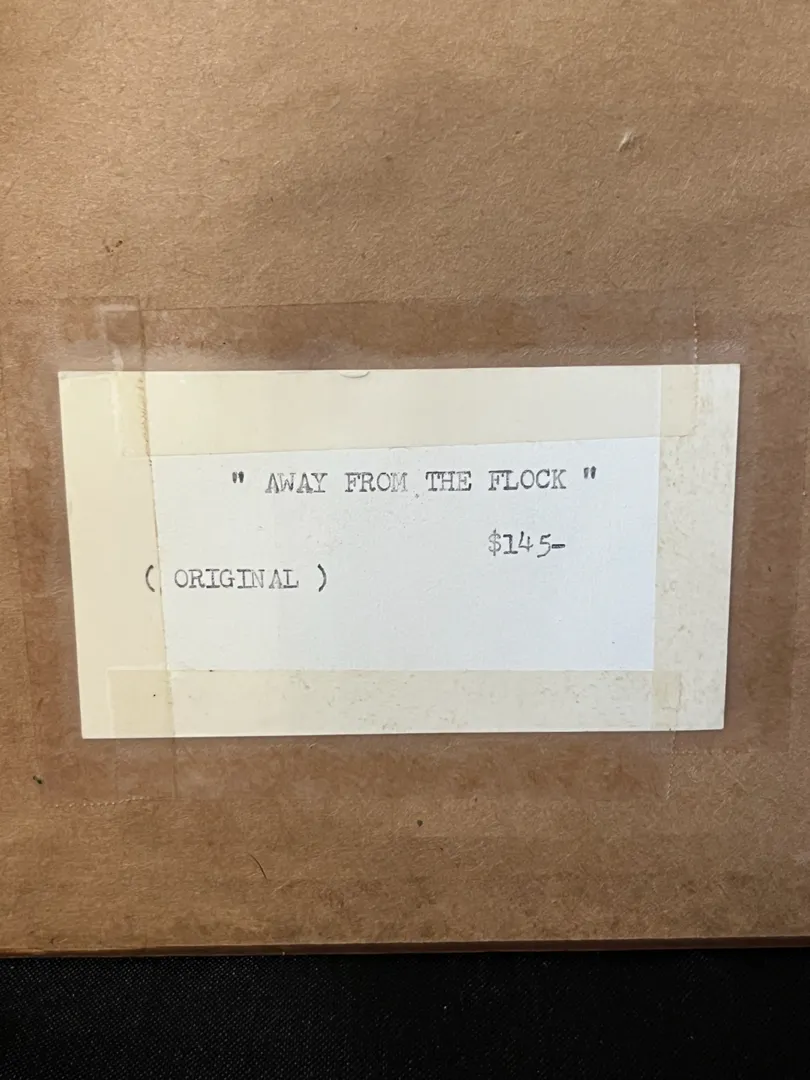 " AWAY FROM THE FLOCK "
$145-
( ORIGINAL )